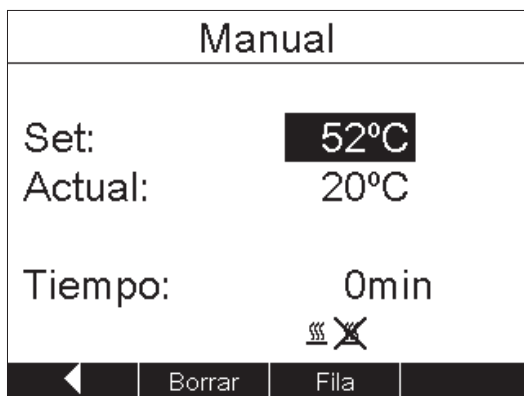 Manual
Set: 52ºC
Actual: 20ºC
Tiempo: 0min
Borrar Fila